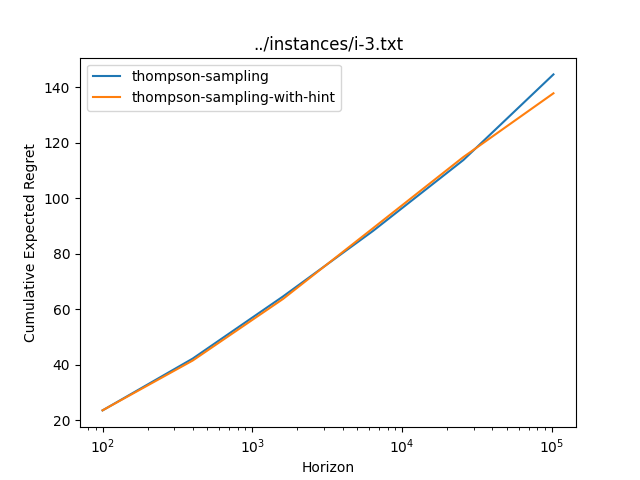 ../instances/i-3.txt
thompson-sampling
thompson-sampling-with-hint
Cumulative Expected Regret
140
120
100
80
60
40
20
10²
10³
10⁴
10⁵
Horizon